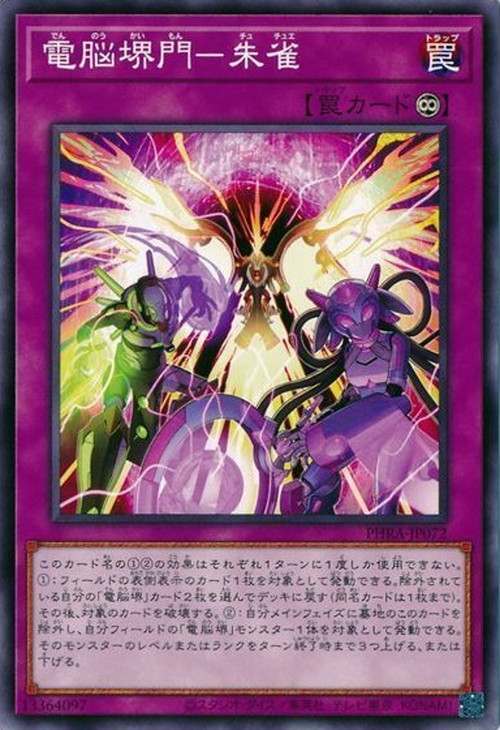 電脳堺門－朱雀
罠
【罠カード】
PHRA-JP072
このカード名の①②の効果はそれぞれ1ターンに1度しか使用できない。
①：フィールドの表側表示のカード1枚を対象として発動できる。除外されて
いる自分の「電脳堺」カード2枚を選んでデッキに戻す(同名カードは1枚まで)。
その後、対象のカードを破壊する。②：自分メインフェイズに墓地のこのカード
を除外し、自分フィールドの「電脳堺」モンスター1体を対象として発動できる。
そのモンスターのレベルまたはランクをターン終了時まで3つ上げる、または
下げる。
13364097 ©スタジオ・ダイス／集英社 テレビ東京 KONAMI